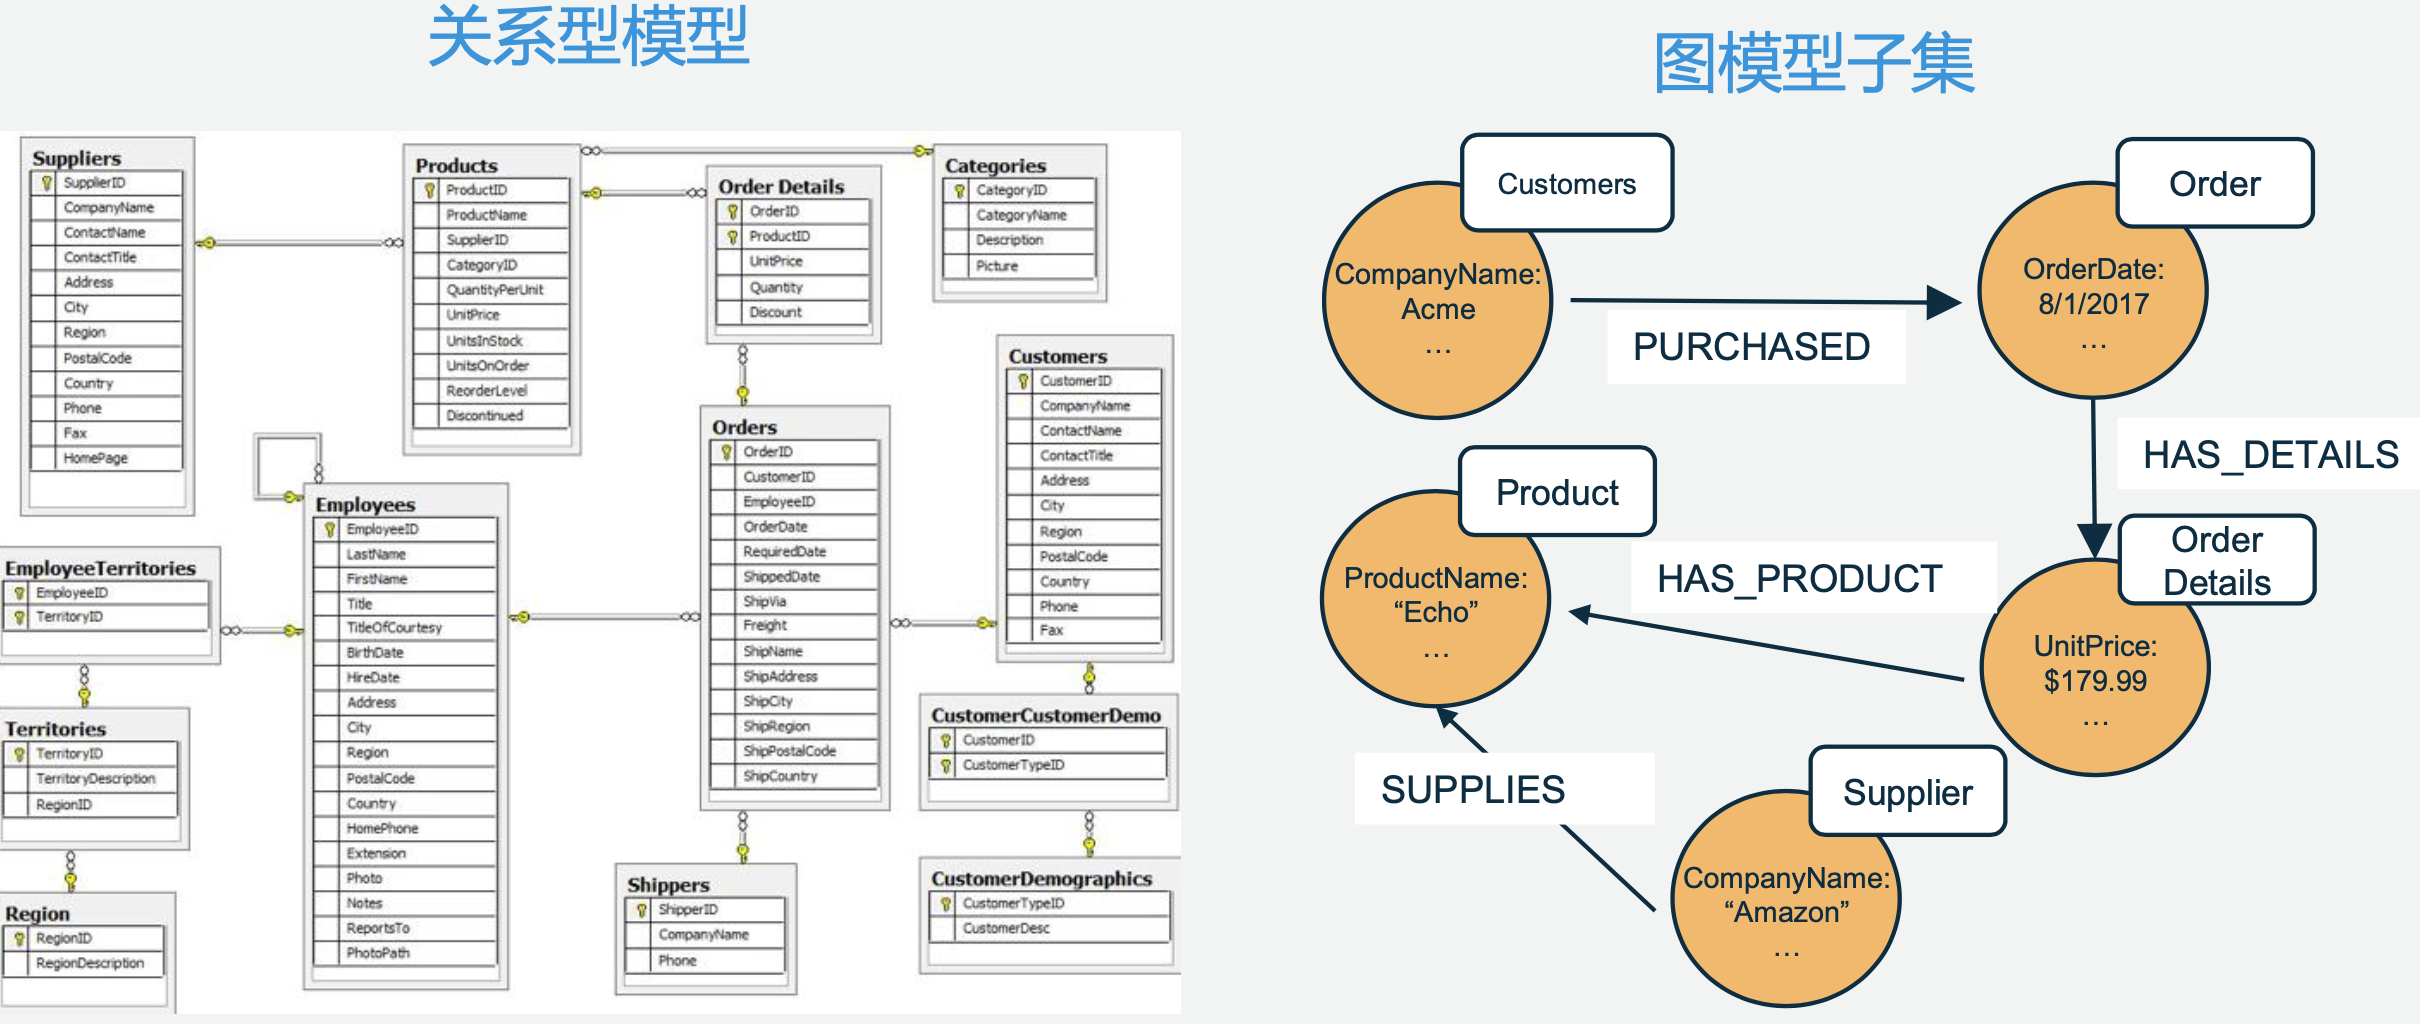 关系型模型
Suppliers
SupplierID
CompanyName
ContactName
ContactTitle
Address
City
Region
PostalCode
Country
Phone
Fax
HomePage
Products
ProductID
ProductName
SupplierID
CategoryID
QuantityPerUnit
UnitPrice
UnitsInStock
UnitsOnOrder
ReorderLevel
Discontinued
Order Details
OrderID
ProductID
UnitPrice
Quantity
Discount
Categories
CategoryID
CategoryName
Description
Picture
Customers
CustomerID
CompanyName
ContactName
ContactTitle
Address
City
Region
PostalCode
Country
Phone
Fax
Employees
EmployeeID
LastName
FirstName
Title
TitleOfCourtesy
BirthDate
HireDate
Address
City
Region
PostalCode
Country
HomePhone
Extension
Photo
Notes
ReportsTo
PhotoPath
Orders
OrderID
CustomerID
EmployeeID
OrderDate
RequiredDate
ShippedDate
ShipVia
Freight
ShipName
ShipAddress
ShipCity
ShipRegion
ShipPostalCode
ShipCountry
EmployeeTerritories
EmployeeID
TerritoryID
Territories
TerritoryID
TerritoryDescription
RegionID
Region
RegionID
RegionDescription
Shippers
ShipperID
CompanyName
Phone
CustomerCustomerDemo
CustomerID
CustomerTypeID
CustomerDemographics
CustomerTypeID
CustomerDesc
图模型子集
Customers
CompanyName:
Acme
...
PURCHASED
Order
OrderDate:
8/1/2017
...
HAS_DETAILS
Order
Details
UnitPrice:
$179.99
...
HAS_PRODUCT
Product
ProductName:
“Echo”
...
SUPPLIES
Supplier
CompanyName:
“Amazon”
...